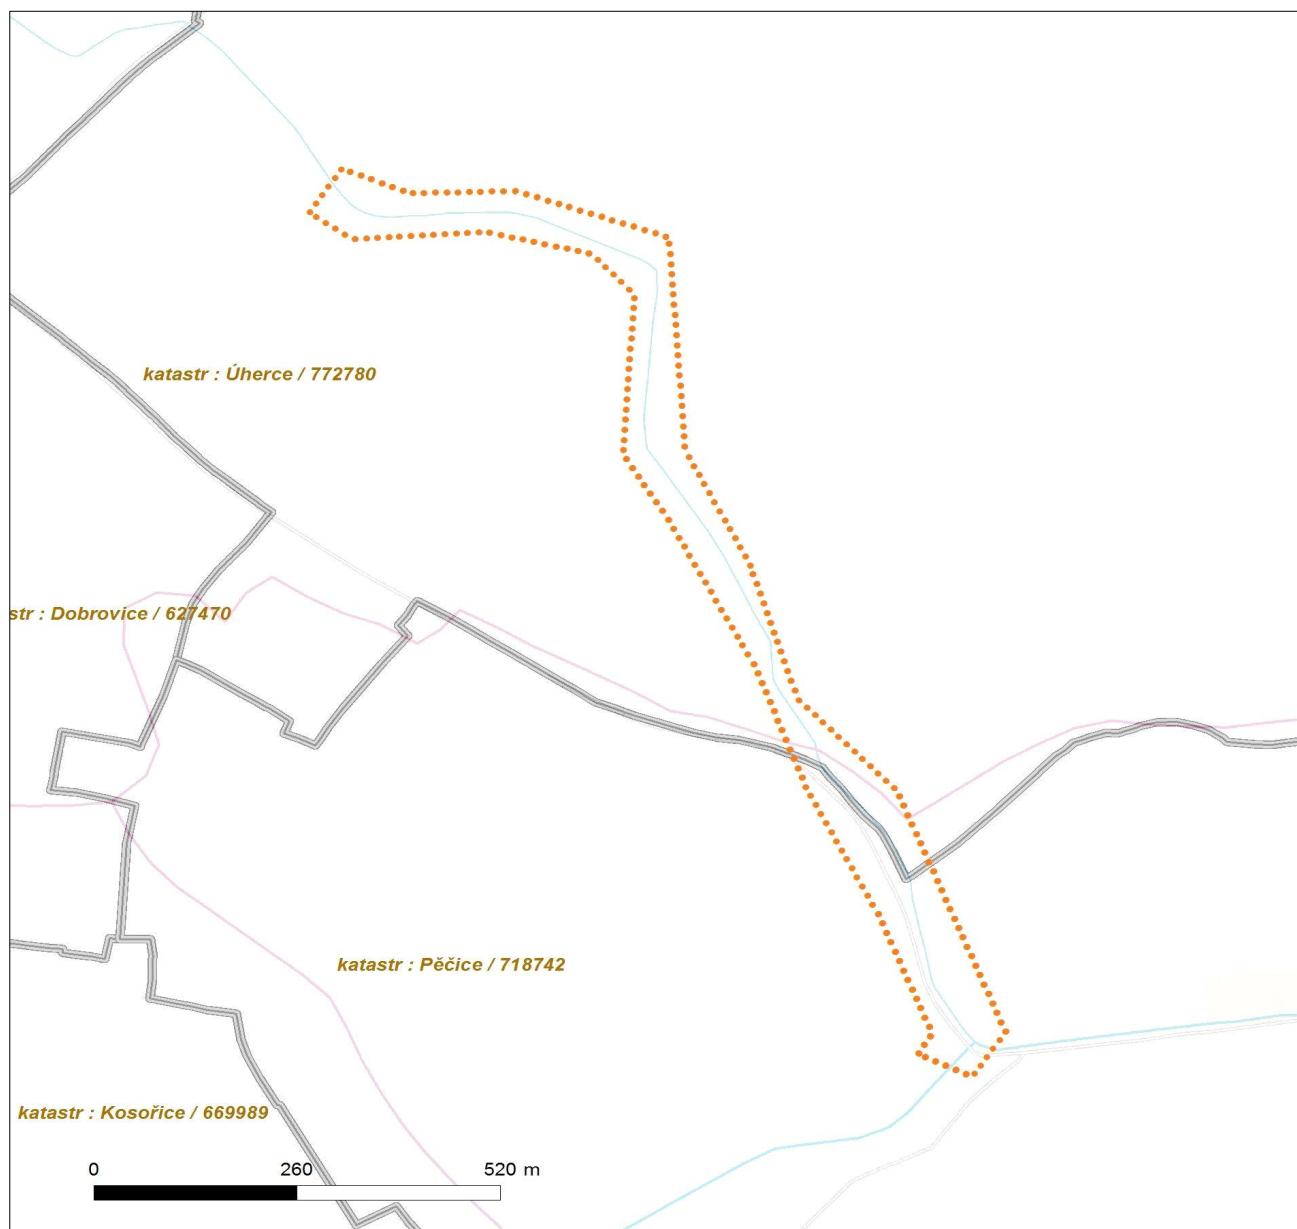 katastr : Úherce / 772780
str : Dobrovice / 627470
katastr : Pěčice / 718742
katastr : Kosořice / 669989
0 260 520 m